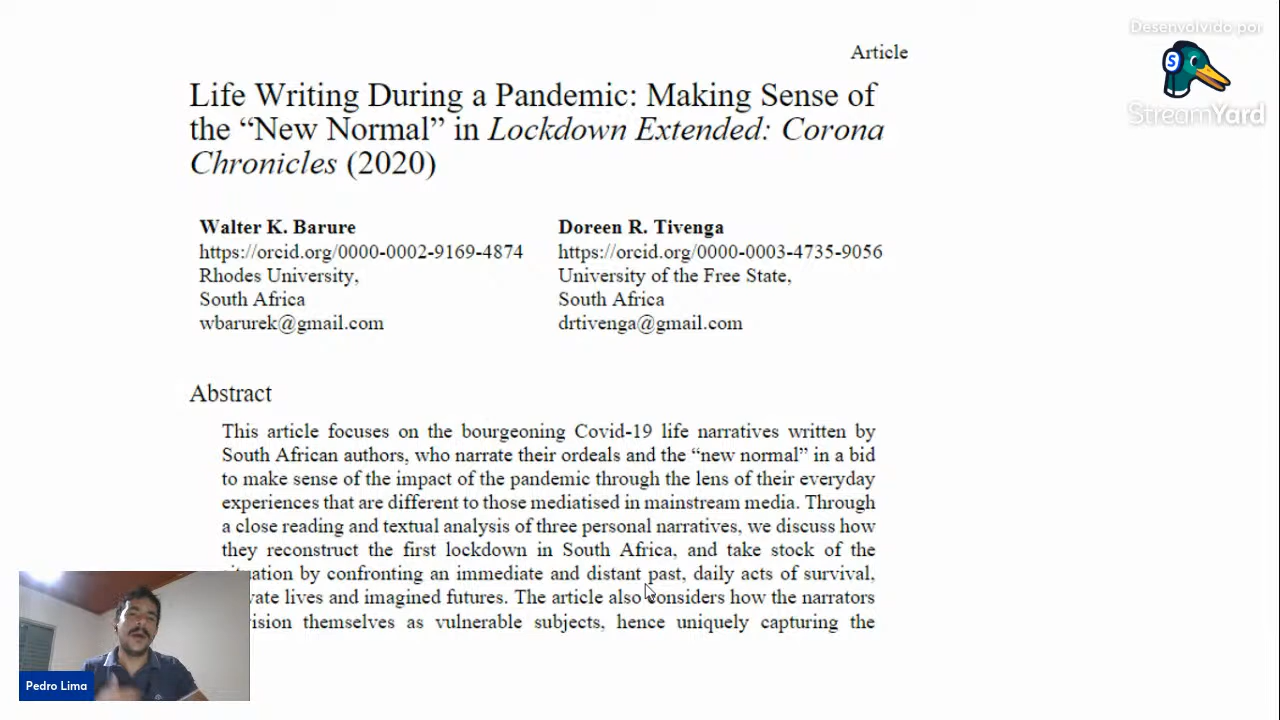 Desenvolvido por
S
StreamYard
Article
Life Writing During a Pandemic: Making Sense of
the “New Normal” in Lockdown Extended: Corona
Chronicles (2020)
Walter K. Barure
https://orcid.org/0000-0002-9169-4874
Rhodes University,
South Africa
wbarurek@gmail.com
Doreen R. Tivenga
https://orcid.org/0000-0003-4735-9056
University of the Free State,
South Africa
drtivenga@gmail.com
Abstract
This article focuses on the bourgeoning Covid-19 life narratives written by
South African authors, who narrate their ordeals and the “new normal” in a bid
to make sense of the impact of the pandemic through the lens of their everyday
experiences that are different to those mediatised in mainstream media. Through
a close reading and textual analysis of three personal narratives, we discuss how
they reconstruct the first lockdown in South Africa, and take stock of the
by confronting an immediate and distant past, daily acts of survival,
lives and imagined futures. The article also considers how the narrators
themselves as vulnerable subjects, hence uniquely capturing the
Pedro Lima